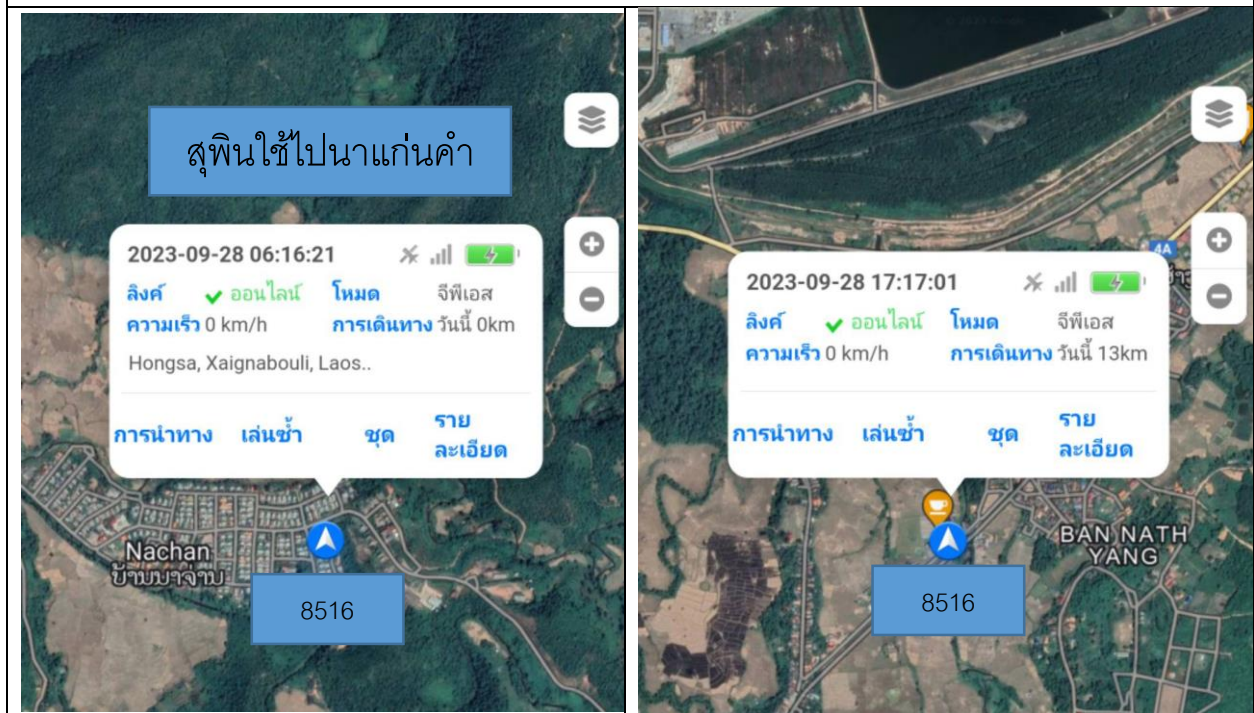 สุพินใช้ไปนาแก่นคำ
2023-09-28 06:16:21
ลิงค์ ออนไลน์ โหมด จีพีเอส
ความเร็ว 0 km/h การเดินทาง วันนี้ 0km
Hongsa, Xaignabouli, Laos..
การนำทาง เล่นซ้ำ ชุด ราย
ละเอียด
Nachan
ບ້ານນາຈ່ານ
8516
4A
2023-09-28 17:17:01
ลิงค์ ออนไลน์ โหมด จีพีเอส
ความเร็ว 0 km/h การเดินทาง วันนี้ 13km
การนำทาง เล่นซ้ำ ชุด ราย
ละเอียด
BAN NATH
YANG
8516